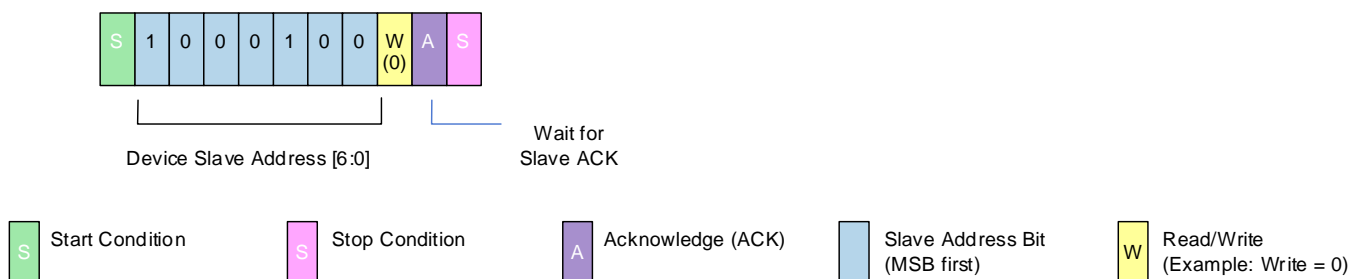 S 1 0 0 0 1 0 0 W A S
(0)
Wait for
Device Slave Address [6:0] Slave ACK
S Start Condition S Stop Condition A Acknowledge (ACK) Slave Address Bit W Read/Write
(MSB first) (Example: Write = 0)